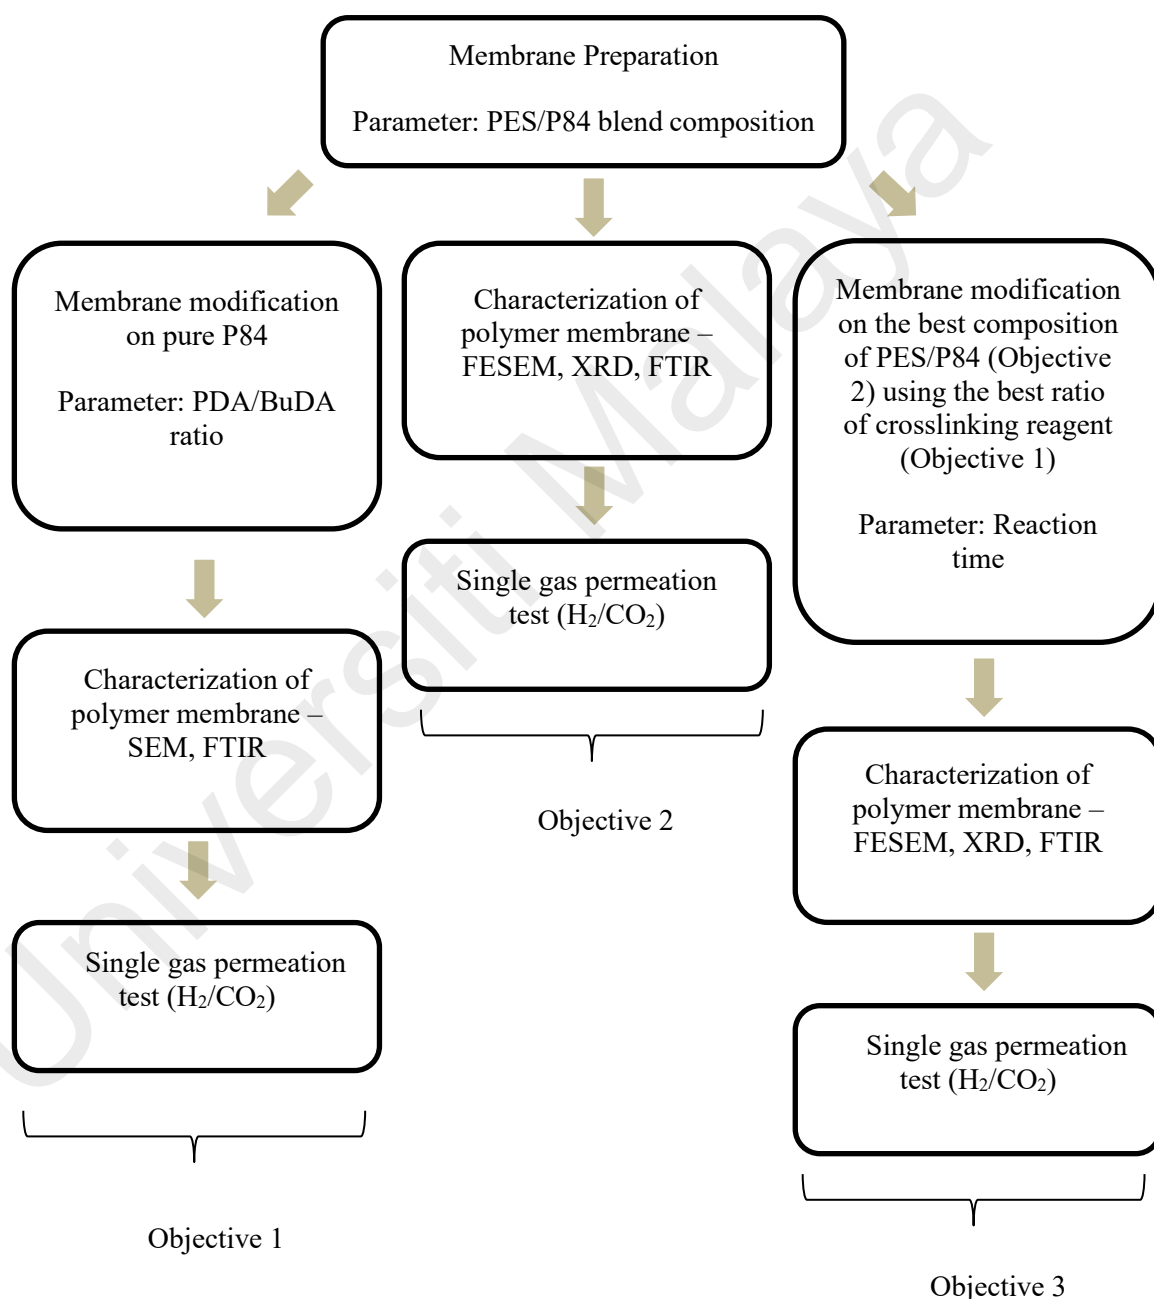 Membrane Preparation
Parameter: PES/P84 blend composition
Membrane modification
on pure P84
Parameter: PDA/BuDA
ratio
Characterization of
polymer membrane –
SEM, FTIR
Single gas permeation
test (H₂/CO₂)
Objective 1
Characterization of
polymer membrane –
FESEM, XRD, FTIR
Single gas permeation
test (H₂/CO₂)
Objective 2
Membrane modification
on the best composition
of PES/P84 (Objective
2) using the best ratio
of crosslinking reagent
(Objective 1)
Parameter: Reaction
time
Characterization of
polymer membrane –
FESEM, XRD, FTIR
Single gas permeation
test (H₂/CO₂)
Objective 3
Universiti Malaya